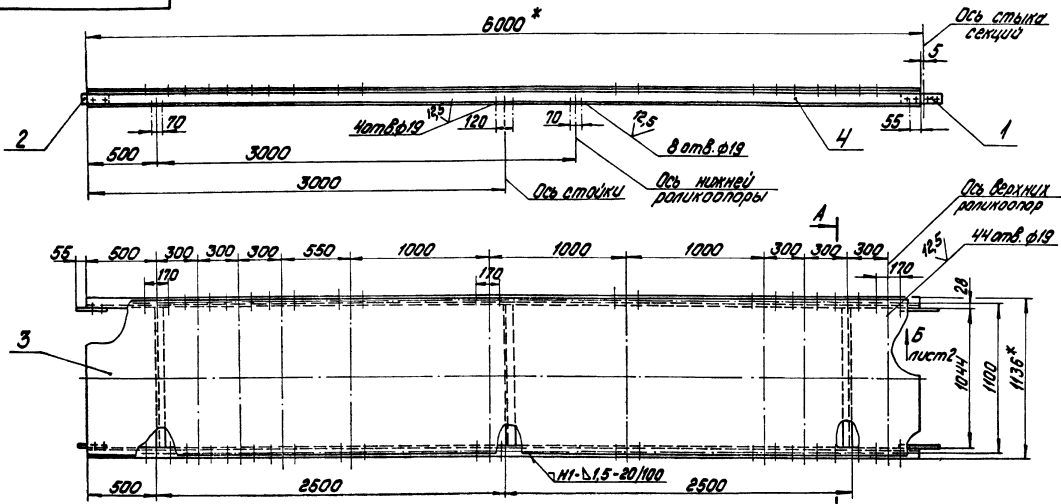 6000*
Ось стыка
секций
5
2
70
4отв.ф19
12,5
120
70
12,5
8 отв. ф19
4
55
1
500
3000
3000
Ось стойки
Ось нижней
роликоопоры
Ось верхних
роликоопор
А
12,5
44 отв. ф19
55
500
300
300
300
550
1000
1000
1000
300
300
300
170
170
170
28
3
Б
лист2
1044
1100
1136*
Н1-△1,5-20/100
500
2500
2500